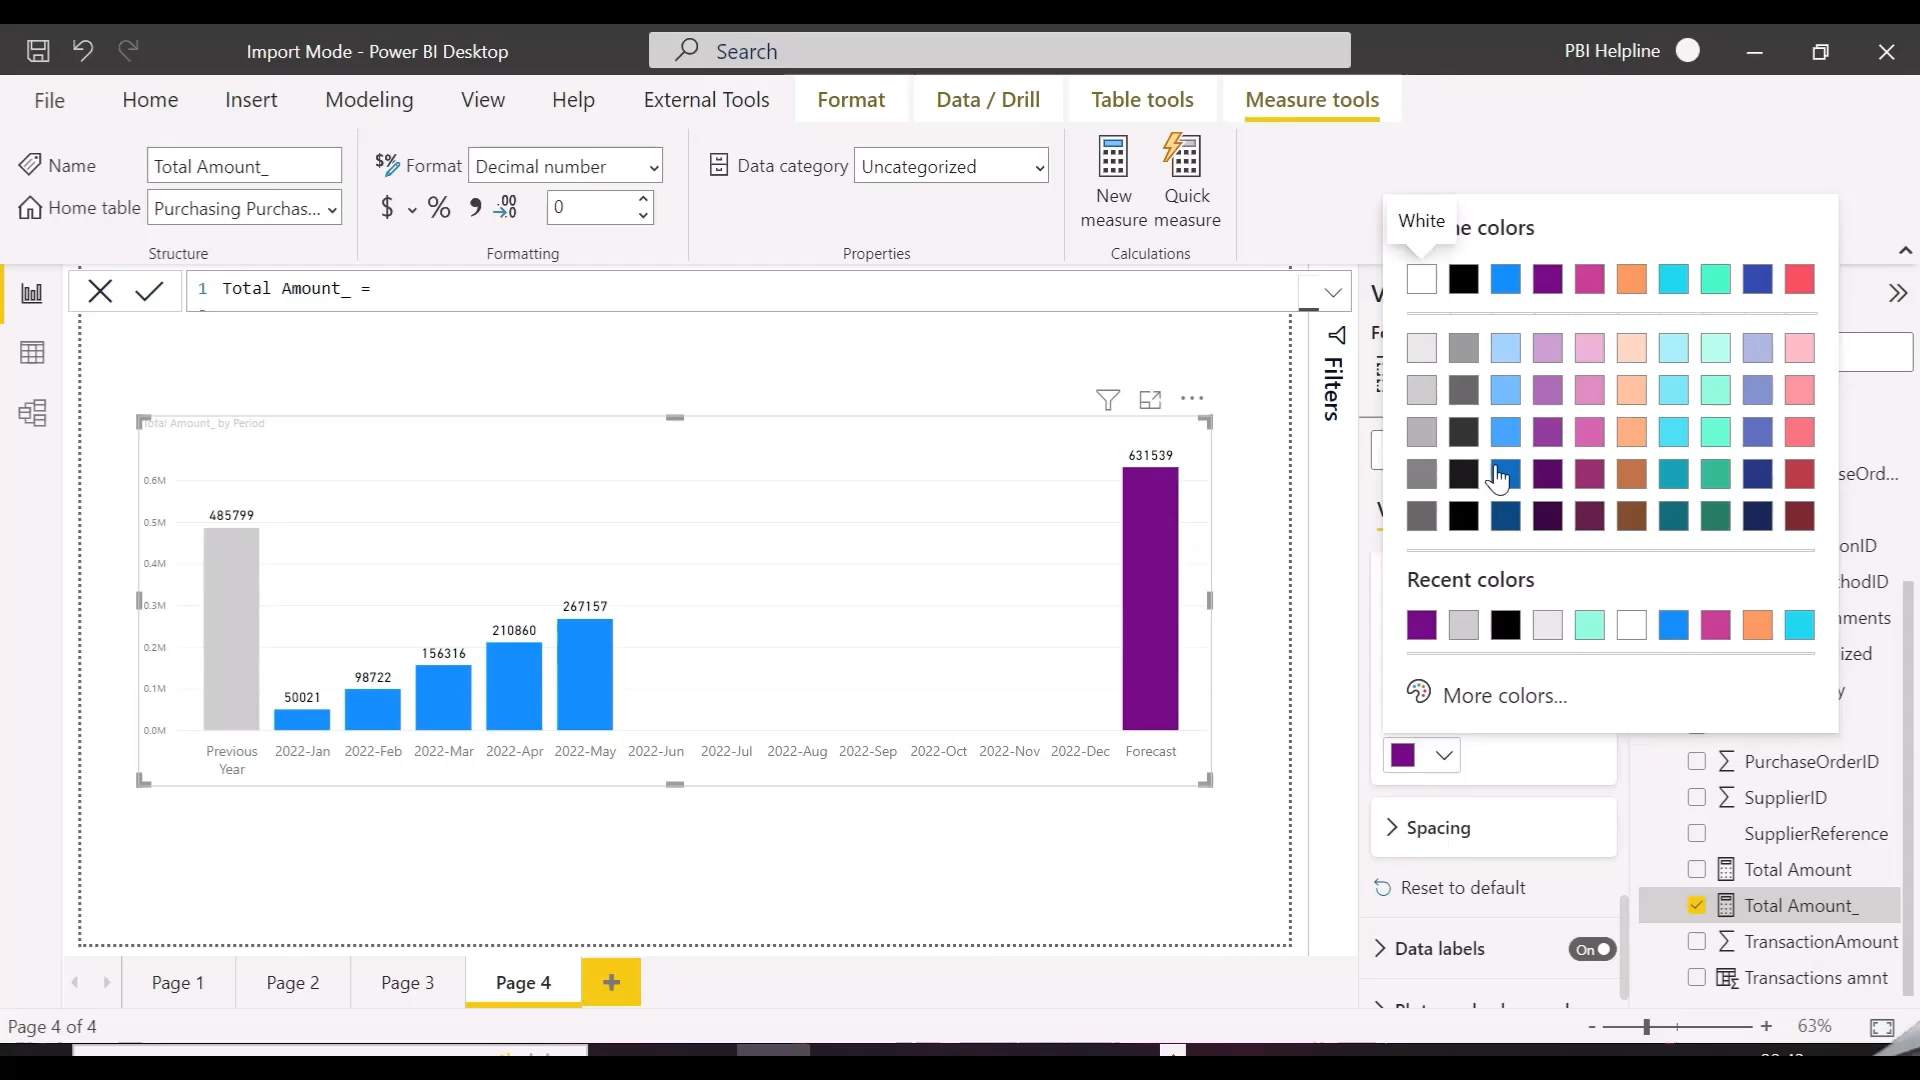 Import Mode - Power BI Desktop
Search
PBI Helpline
File
Home
Insert
Modeling
View
Help
External Tools
Format
Data / Drill
Table tools
Measure tools
Name
Total Amount_
Format
Decimal number
Data category
Uncategorized
New measure
Quick measure
Home table
Purchasing Purchas...
$
%
0
Structure
Formatting
Properties
Calculations
White
e colors
1 Total Amount_ =
Filters
Total Amount_ by Period
0.6M
0.5M
0.4M
0.3M
0.2M
0.1M
0.0M
485799
50021
98722
156316
210860
267157
631539
Previous Year
2022-Jan
2022-Feb
2022-Mar
2022-Apr
2022-May
2022-Jun
2022-Jul
2022-Aug
2022-Sep
2022-Oct
2022-Nov
2022-Dec
Forecast
Recent colors
More colors...
seOrd...
onID
hodID
ments
ized
y
PurchaseOrderID
SupplierID
SupplierReference
Total Amount
Total Amount_
TransactionAmount
Transactions amnt
Spacing
Reset to default
Data labels
On
Page 1
Page 2
Page 3
Page 4
Page 4 of 4
63%